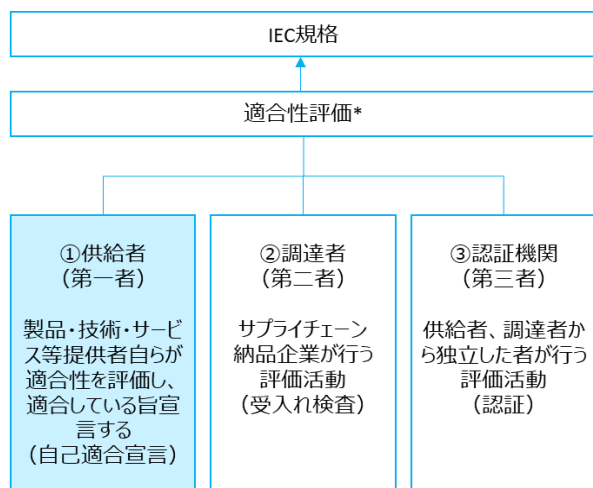 IEC規格
適合性評価*
①供給者
(第一者)
製品・技術・サービ
ス等提供者自らが
適合性を評価し、
適合している旨宣
言する
(自己適合宣言)
②調達者
(第二者)
サプライチェーン
納品企業が行う
評価活動
(受入れ検査)
③認証機関
(第三者)
供給者、調達者か
ら独立した者が行う
評価活動
(認証)